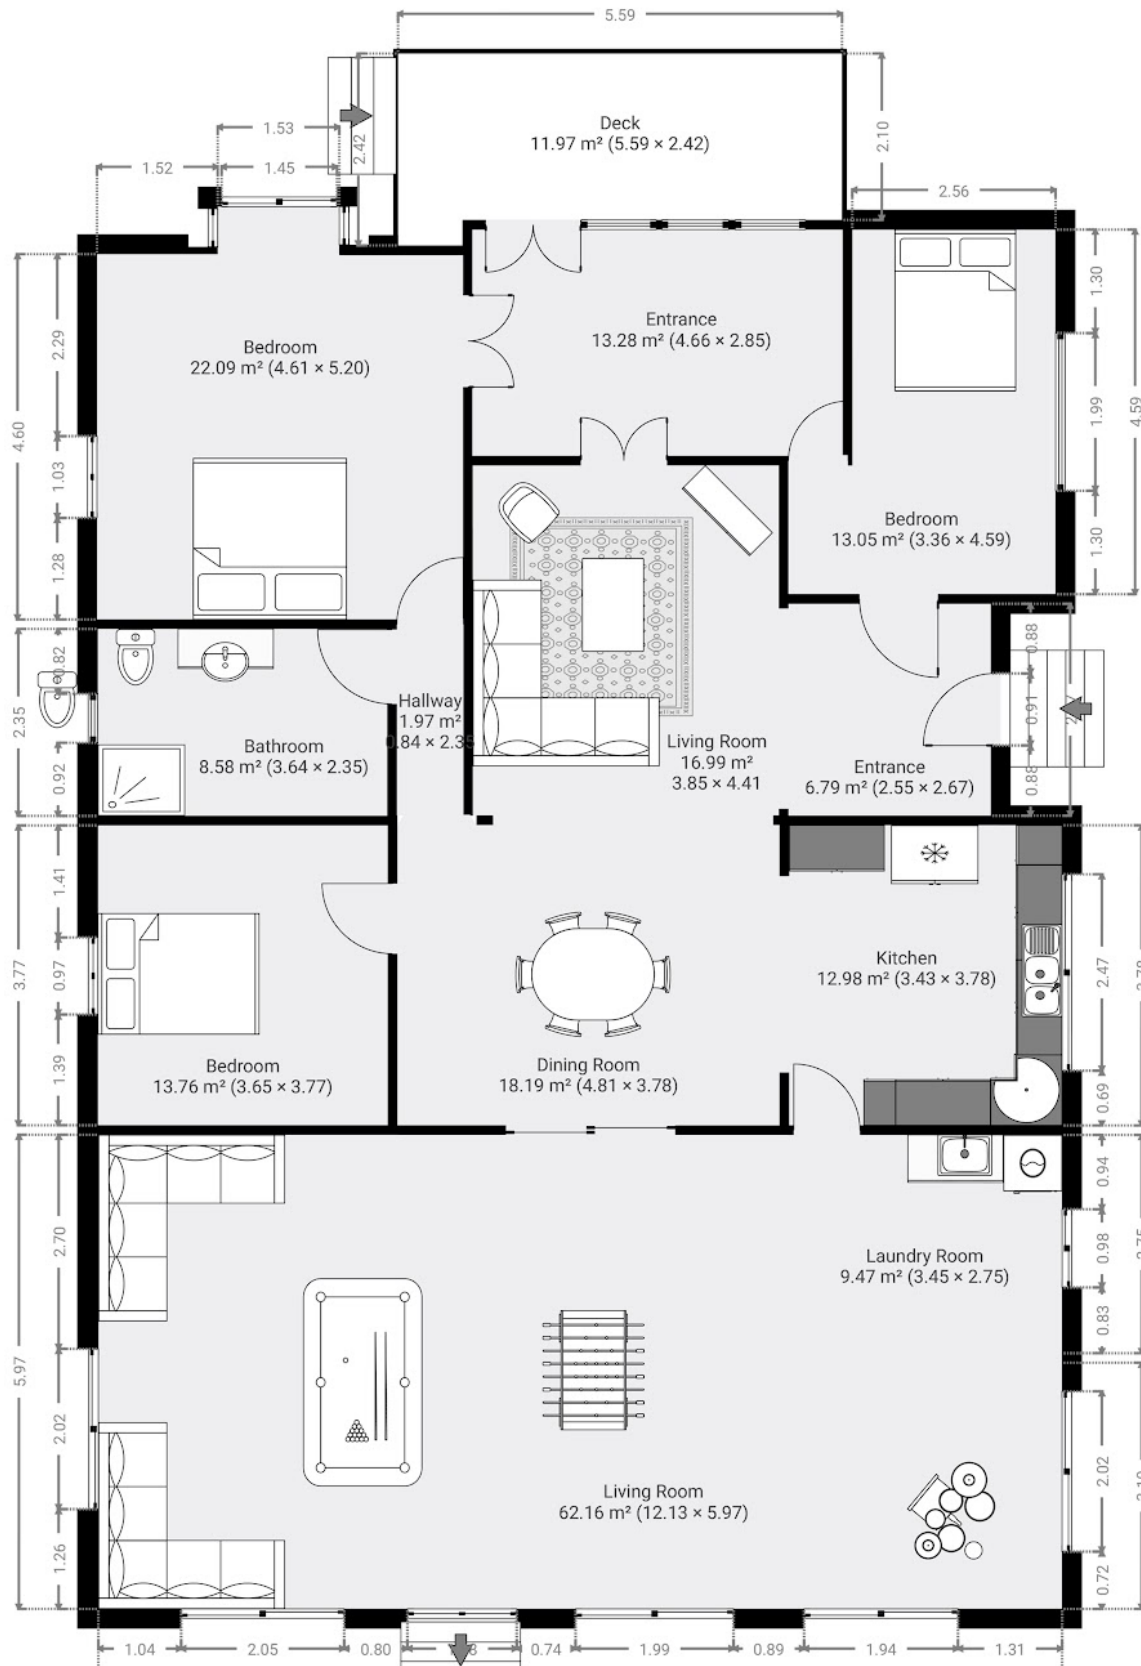 5.59
Deck
11.97 m² (5.59 × 2.42)
2.42
2.10
1.53
1.52
1.45
2.56
Entrance
13.28 m² (4.66 × 2.85)
Bedroom
22.09 m² (4.61 × 5.20)
2.29
4.60
1.03
1.28
1.30
1.99
4.59
1.30
Bedroom
13.05 m² (3.36 × 4.59)
0.82
2.35
0.92
Hallway
1.97 m²
0.84 × 2.35
Bathroom
8.58 m² (3.64 × 2.35)
Living Room
16.99 m²
3.85 × 4.41
Entrance
6.79 m² (2.55 × 2.67)
0.88
0.91
0.88
1.41
3.77
0.97
1.39
Kitchen
12.98 m² (3.43 × 3.78)
2.47
3.78
0.69
Bedroom
13.76 m² (3.65 × 3.77)
Dining Room
18.19 m² (4.81 × 3.78)
2.70
5.97
2.02
1.26
0.94
0.98
2.75
0.83
Laundry Room
9.47 m² (3.45 × 2.75)
2.02
0.72
Living Room
62.16 m² (12.13 × 5.97)
1.04
2.05
0.80
0.74
1.99
0.89
1.94
1.31